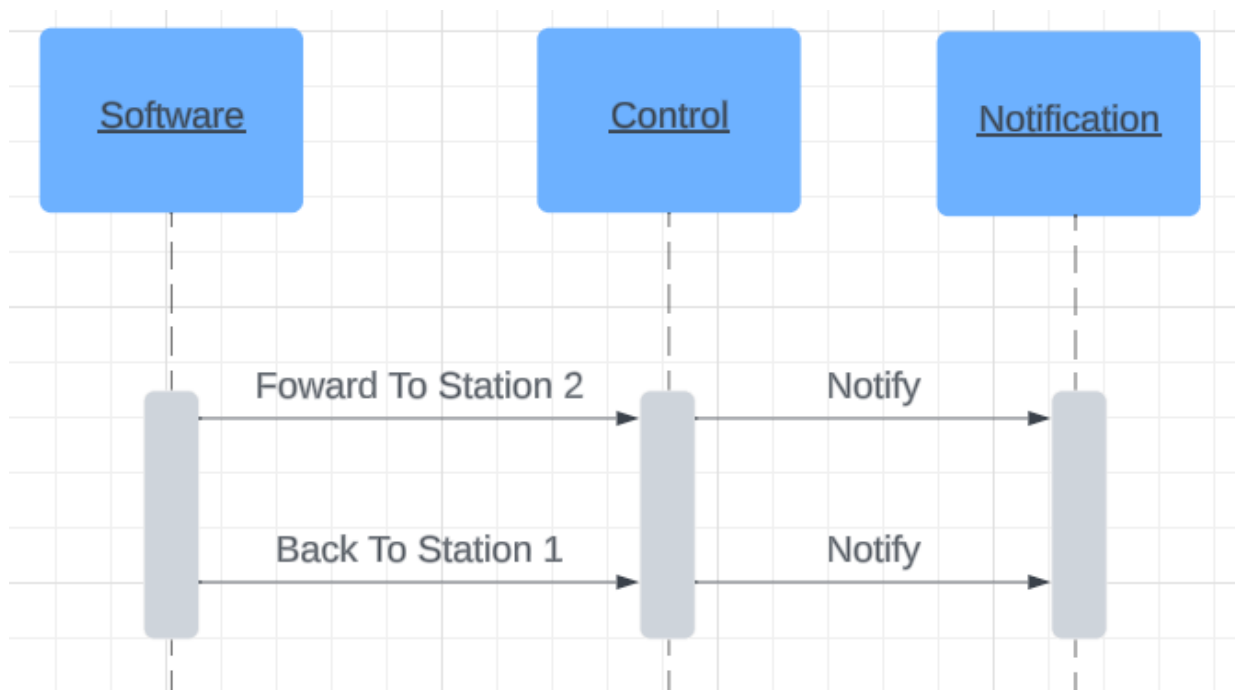 Software
Control
Notification
Foward To Station 2
Notify
Back To Station 1
Notify